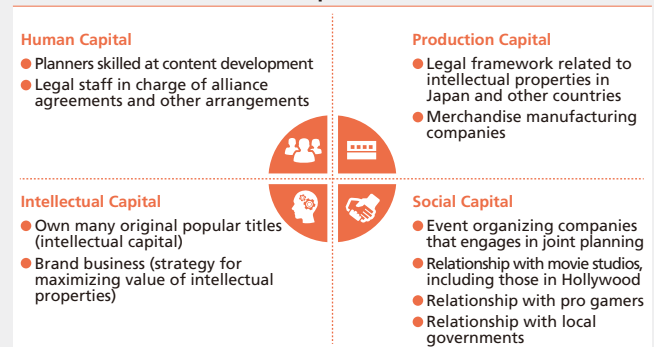 Human Capital
● Planners skilled at content development
● Legal staff in charge of alliance
agreements and other arrangements
Production Capital
● Legal framework related to
intellectual properties in
Japan and other countries
● Merchandise manufacturing
companies
Intellectual Capital
● Own many original popular titles
(intellectual capital)
● Brand business (strategy for
maximizing value of intellectual
properties)
Social Capital
● Event organizing companies
that engages in joint planning
● Relationship with movie studios,
including those in Hollywood
● Relationship with pro gamers
● Relationship with local
governments